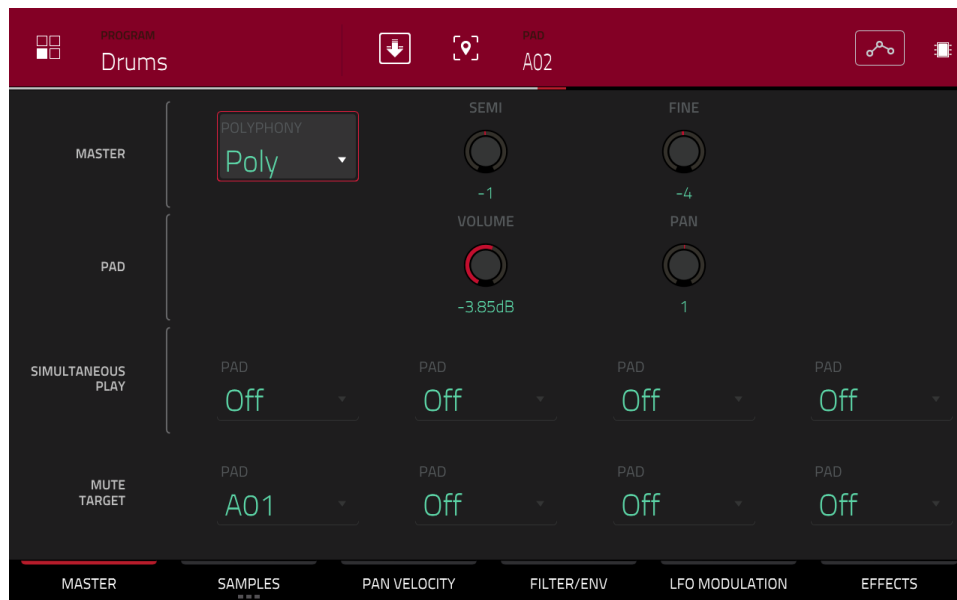 PROGRAM
Drums
PAD
A02
MASTER
POLYPHONY
Poly
SEMI
-1
FINE
-4
PAD
VOLUME
-3.85dB
PAN
1
SIMULTANEOUS
PLAY
PAD
Off
PAD
Off
PAD
Off
PAD
Off
MUTE
TARGET
PAD
A01
PAD
Off
PAD
Off
PAD
Off
MASTER
SAMPLES
PAN VELOCITY
FILTER/ENV
LFO MODULATION
EFFECTS